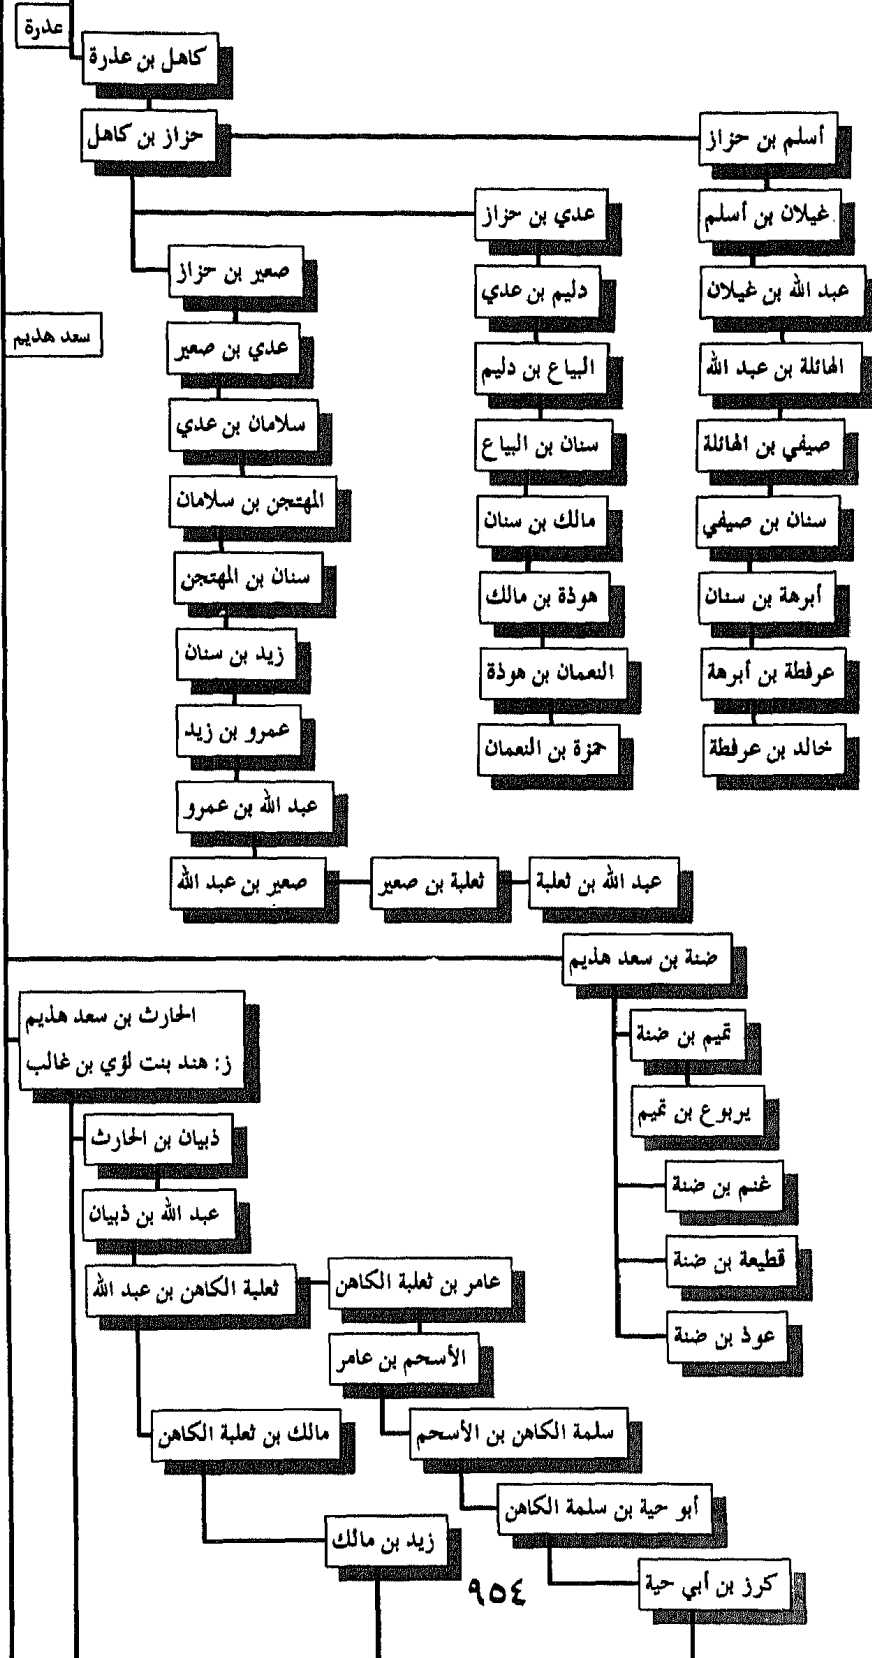 عذرة
كاهل بن عذرة
حزاز بن كاهل
أسلم بن حزاز
غيلان بن أسلم
عبد الله بن غيلان
الهائلة بن عبد الله
صيفي بن الهائلة
سنان بن صيفي
أبرهة بن سنان
عرفطة بن أبرهة
خالد بن عرفطة
عدي بن حزاز
دليم بن عدي
البياع بن دليم
سنان بن البياع
مالك بن سنان
هوذة بن مالك
النعمان بن هوذة
حمزة بن النعمان
صعير بن حزاز
عدي بن صعير
سلامان بن عدي
المهتجن بن سلامان
سنان بن المهتجن
زيد بن سنان
عمرو بن زيد
عبد الله بن عمرو
صعير بن عبد الله
ثعلبة بن صعير
عبد الله بن ثعلبة
سعد هذيم
ضنة بن سعد هذيم
تميم بن ضنة
يربوع بن تميم
غنم بن ضنة
قطيعة بن ضنة
عوذ بن ضنة
الحارث بن سعد هذيم
ز: هند بنت لؤي بن غالب
ذبيان بن الحارث
عبد الله بن ذبيان
ثعلبة الكاهن بن عبد الله
عامر بن ثعلبة الكاهن
الأسحم بن عامر
سلمة الكاهن بن الأسحم
أبو حية بن سلمة الكاهن
كرز بن أبي حية
مالك بن ثعلبة الكاهن
زيد بن مالك
٩٥٤